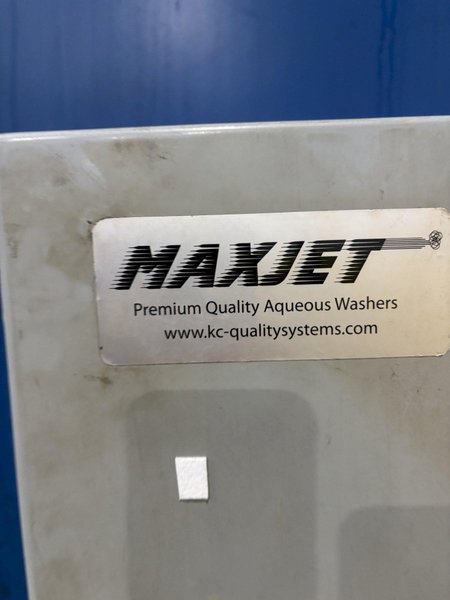 MAXJET
Premium Quality Aqueous Washers
www.kc-qualitysystems.com